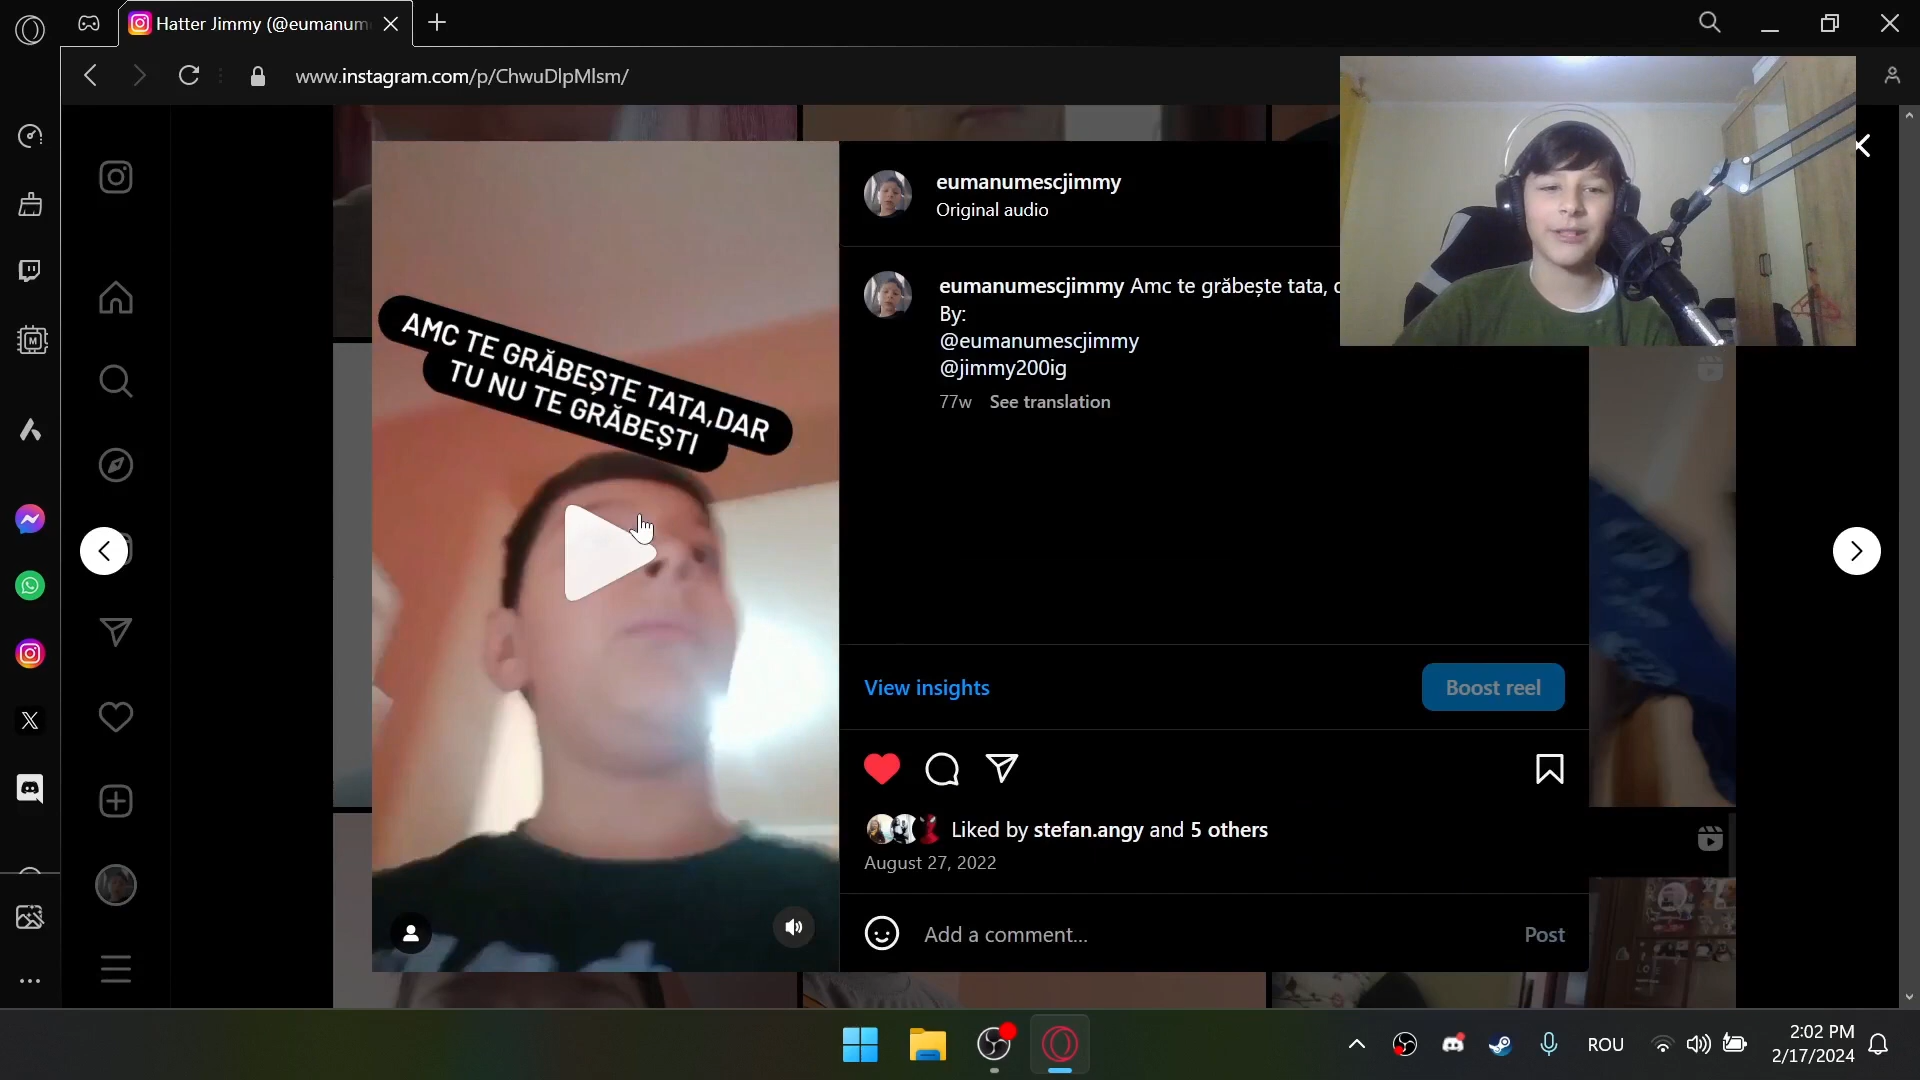 Hatter Jimmy (@eumanum
www.instagram.com/p/ChwuDlpMlsm/
AMC TE GRĂBEȘTE TATA,DAR
TU NU TE GRĂBEȘTI
eumanumescjimmy
Original audio
eumanumescjimmy Amc te grăbește tata,
By:
@eumanumescjimmy
@jimmy200ig
77w See translation
View insights
Boost reel
Liked by stefan.angy and 5 others
August 27, 2022
Add a comment...
Post
ROU
2:02 PM
2/17/2024